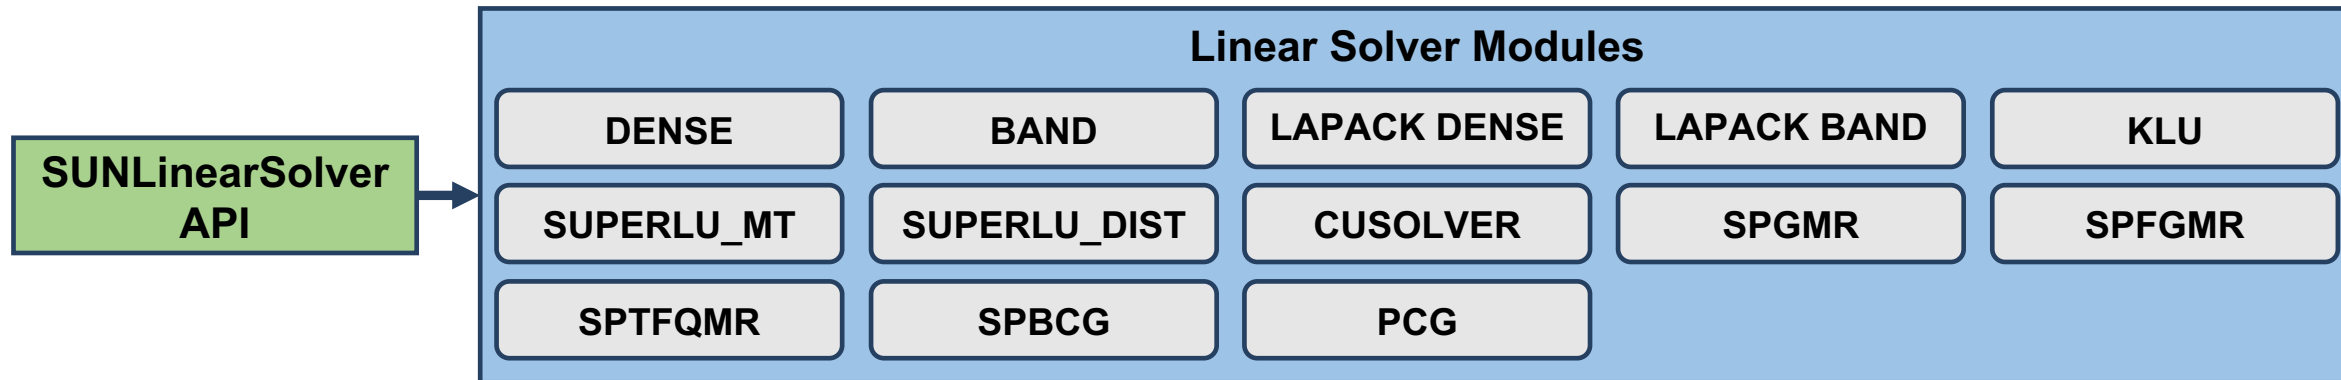 Linear Solver Modules
SUNLinearSolver
API
DENSE
BAND
LAPACK DENSE
LAPACK BAND
KLU
SUPERLU_MT
SUPERLU_DIST
CUSOLVER
SPGMR
SPFGMR
SPTFQMR
SPBCG
PCG